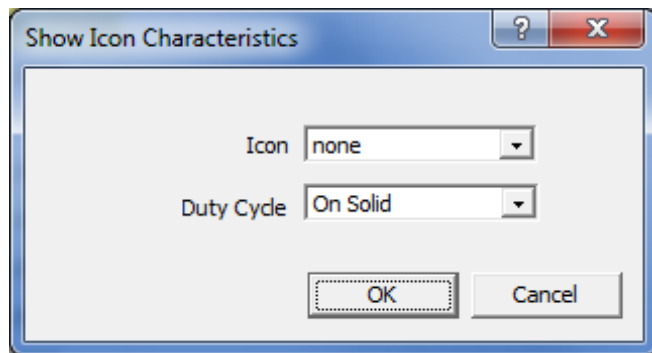 Show Icon Characteristics ? X
Icon none
Duty Cycle On Solid
OK Cancel